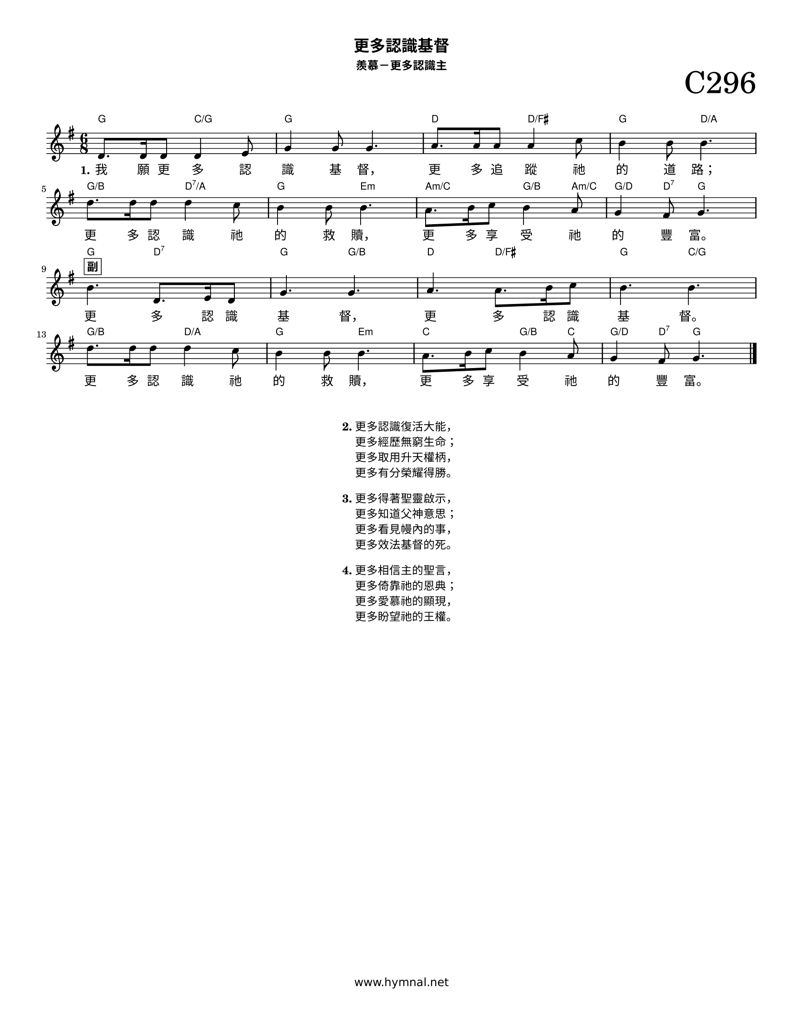 更多認識基督
羨慕－更多認識主
C296
G C/G G D D/F♯ G D/A
6
8
1. 我 願 更 多 認 識 基 督， 更 多 追 蹤 祂 的 道 路；
5 G/B D7/A G Em Am/C G/B Am/C G/D D7 G
更 多 認 識 祂 的 救 贖， 更 多 享 受 祂 的 豐 富。
G D7 G G/B D D/F♯ G C/G
9 副
更 多 認 識 基 督， 更 多 認 識 基 督。
13 G/B D/A G Em C G/B C G/D D7 G
更 多 認 識 祂 的 救 贖， 更 多 享 受 祂 的 豐 富。
2. 更多認識復活大能，
更多經歷無窮生命；
更多取用升天權柄，
更多有分榮耀得勝。
3. 更多得著聖靈啟示，
更多知道父神意思；
更多看見幔內的事，
更多效法基督的死。
4. 更多相信主的聖言，
更多倚靠祂的恩典；
更多愛慕祂的顯現，
更多盼望祂的王權。
www.hymnal.net